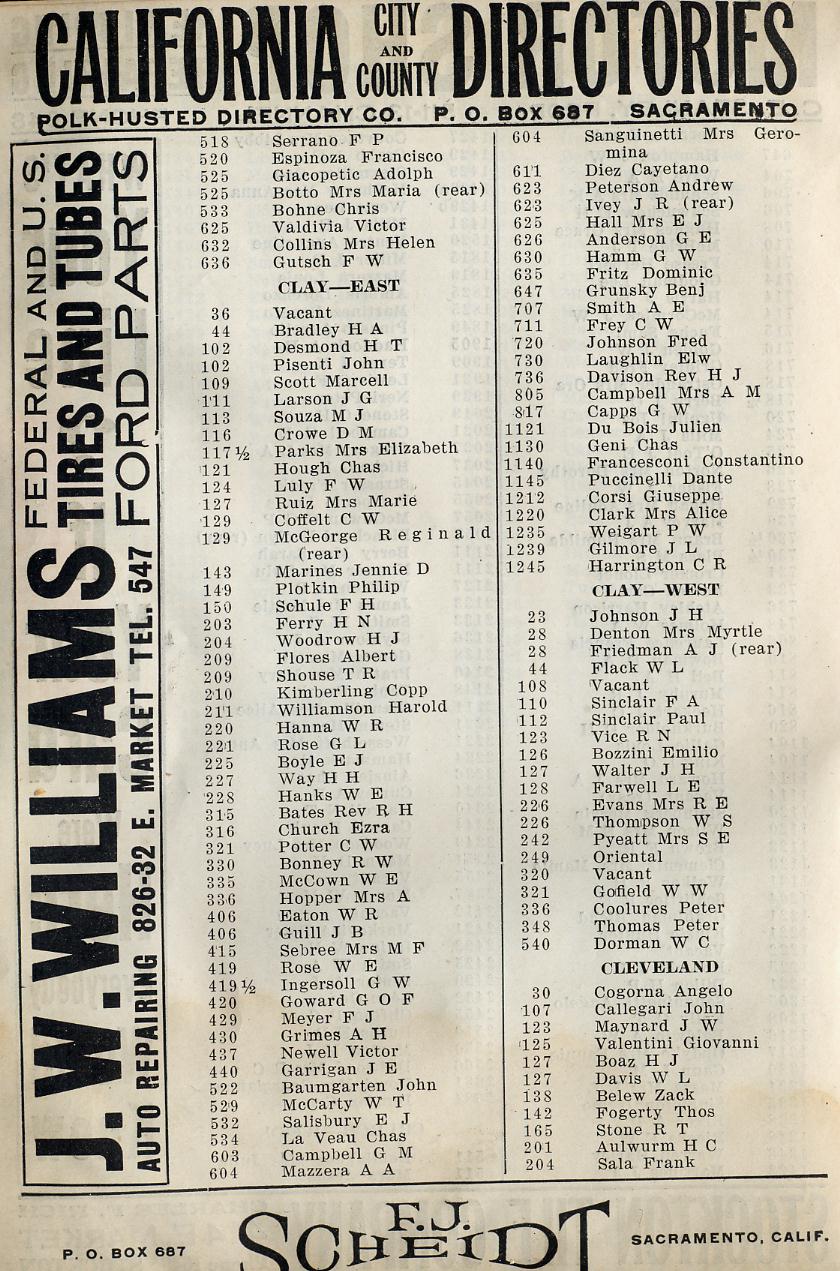 CALIFORNIA CITY AND COUNTY DIRECTORIES
POLK-HUSTED DIRECTORY CO. P. O. BOX 687 SACRAMENTO
J. W. WILLIAMS
FEDERAL AND U. S.
TIRES AND TUBES
FORD PARTS
AUTO REPAIRING 826-32 E. MARKET TEL. 547
518 Serrano F P
520 Espinoza Francisco
525 Giacopetic Adolph
525 Botto Mrs Maria (rear)
533 Bohne Chris
625 Valdivia Victor
632 Collins Mrs Helen
636 Gutsch F W
CLAY—EAST
36 Vacant
44 Bradley H A
102 Desmond H T
102 Pisenti John
109 Scott Marcell
111 Larson J G
113 Souza M J
116 Crowe D M
117½ Parks Mrs Elizabeth
121 Hough Chas
124 Luly F W
127 Ruiz Mrs Marie
129 Coffelt C W
129 McGeorge Reginald
(rear)
143 Marines Jennie D
149 Plotkin Philip
150 Schule F H
203 Ferry H N
204 Woodrow H J
209 Flores Albert
209 Shouse T R
210 Kimberling Copp
211 Williamson Harold
220 Hanna W R
221 Rose G L
225 Boyle E J
227 Way H H
228 Hanks W E
315 Bates Rev R H
316 Church Ezra
321 Potter C W
330 Bonney R W
335 McCown W E
336 Hopper Mrs A
406 Eaton W R
406 Guill J B
415 Sebree Mrs M F
419 Rose W E
419½ Ingersoll G W
420 Goward G O F
429 Meyer F J
430 Grimes A H
437 Newell Victor
440 Garrigan J E
522 Baumgarten John
529 McCarty W T
532 Salisbury E J
534 La Veau Chas
603 Campbell G M
604 Mazzera A A
604 Sanguinetti Mrs Gero-
mina
611 Diez Cayetano
623 Peterson Andrew
623 Ivey J R (rear)
625 Hall Mrs E J
626 Anderson G E
630 Hamm G W
635 Fritz Dominic
647 Grunsky Benj
707 Smith A E
711 Frey C W
720 Johnson Fred
730 Laughlin Elw
736 Davison Rev H J
805 Campbell Mrs A M
817 Capps G W
1121 Du Bois Julien
1130 Geni Chas
1140 Francesconi Constantino
1145 Puccinelli Dante
1212 Corsi Giuseppe
1220 Clark Mrs Alice
1235 Weigart P W
1239 Gilmore J L
1245 Harrington C R
CLAY—WEST
23 Johnson J H
28 Denton Mrs Myrtle
28 Friedman A J (rear)
44 Flack W L
108 Vacant
110 Sinclair F A
112 Sinclair Paul
123 Vice R N
126 Bozzini Emilio
127 Walter J H
128 Farwell L E
226 Evans Mrs R E
226 Thompson W S
242 Pyeatt Mrs S E
249 Oriental
320 Vacant
321 Gofield W W
336 Coolures Peter
348 Thomas Peter
540 Dorman W C
CLEVELAND
30 Cogorna Angelo
107 Callegari John
123 Maynard J W
125 Valentini Giovanni
127 Boaz H J
127 Davis W L
138 Belew Zack
142 Fogerty Thos
165 Stone R T
201 Aulwurm H C
204 Sala Frank
P. O. BOX 687 F. J. SCHEIDT SACRAMENTO, CALIF.